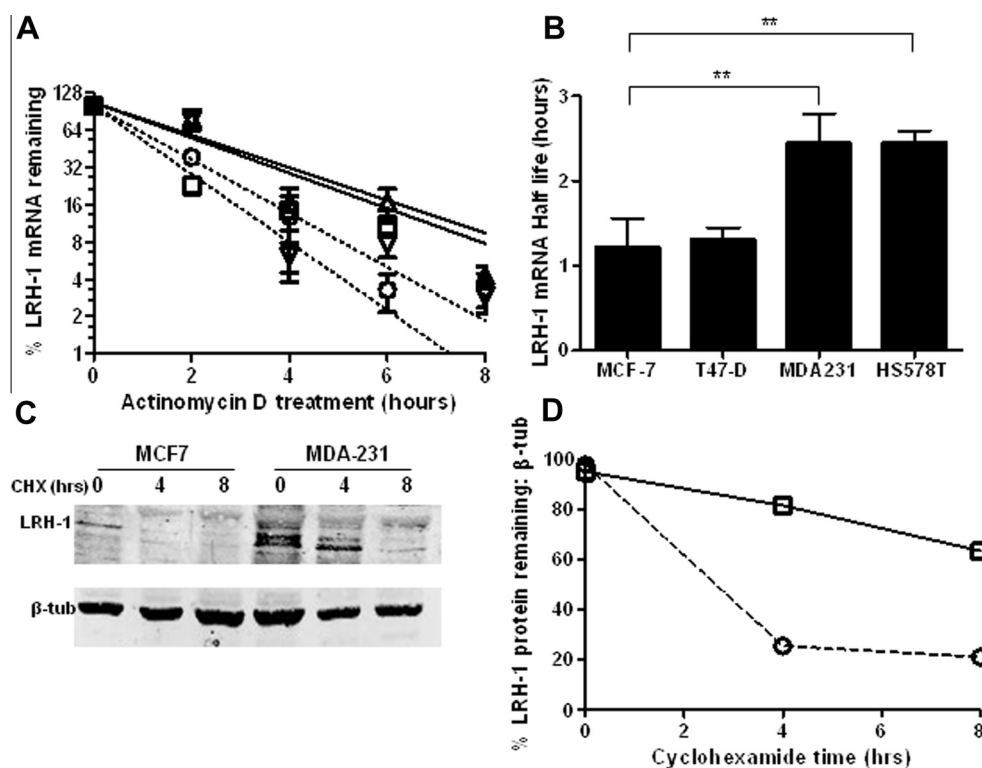 A
% LRH-1 mRNA remaining
128
64
32
16
8
4
2
1
0 2 4 6 8
Actinomycin D treatment (hours)
B
**
**
LRH-1 mRNA Half life (hours)
3
2
1
0
MCF-7 T47-D MDA231 HS578T
C
MCF7 MDA-231
CHX (hrs) 0 4 8 0 4 8
LRH-1
β-tub
D
% LRH-1 protein remaining: β-tub
100
80
60
40
20
0
0 2 4 6 8
Cyclohexamide time (hrs)